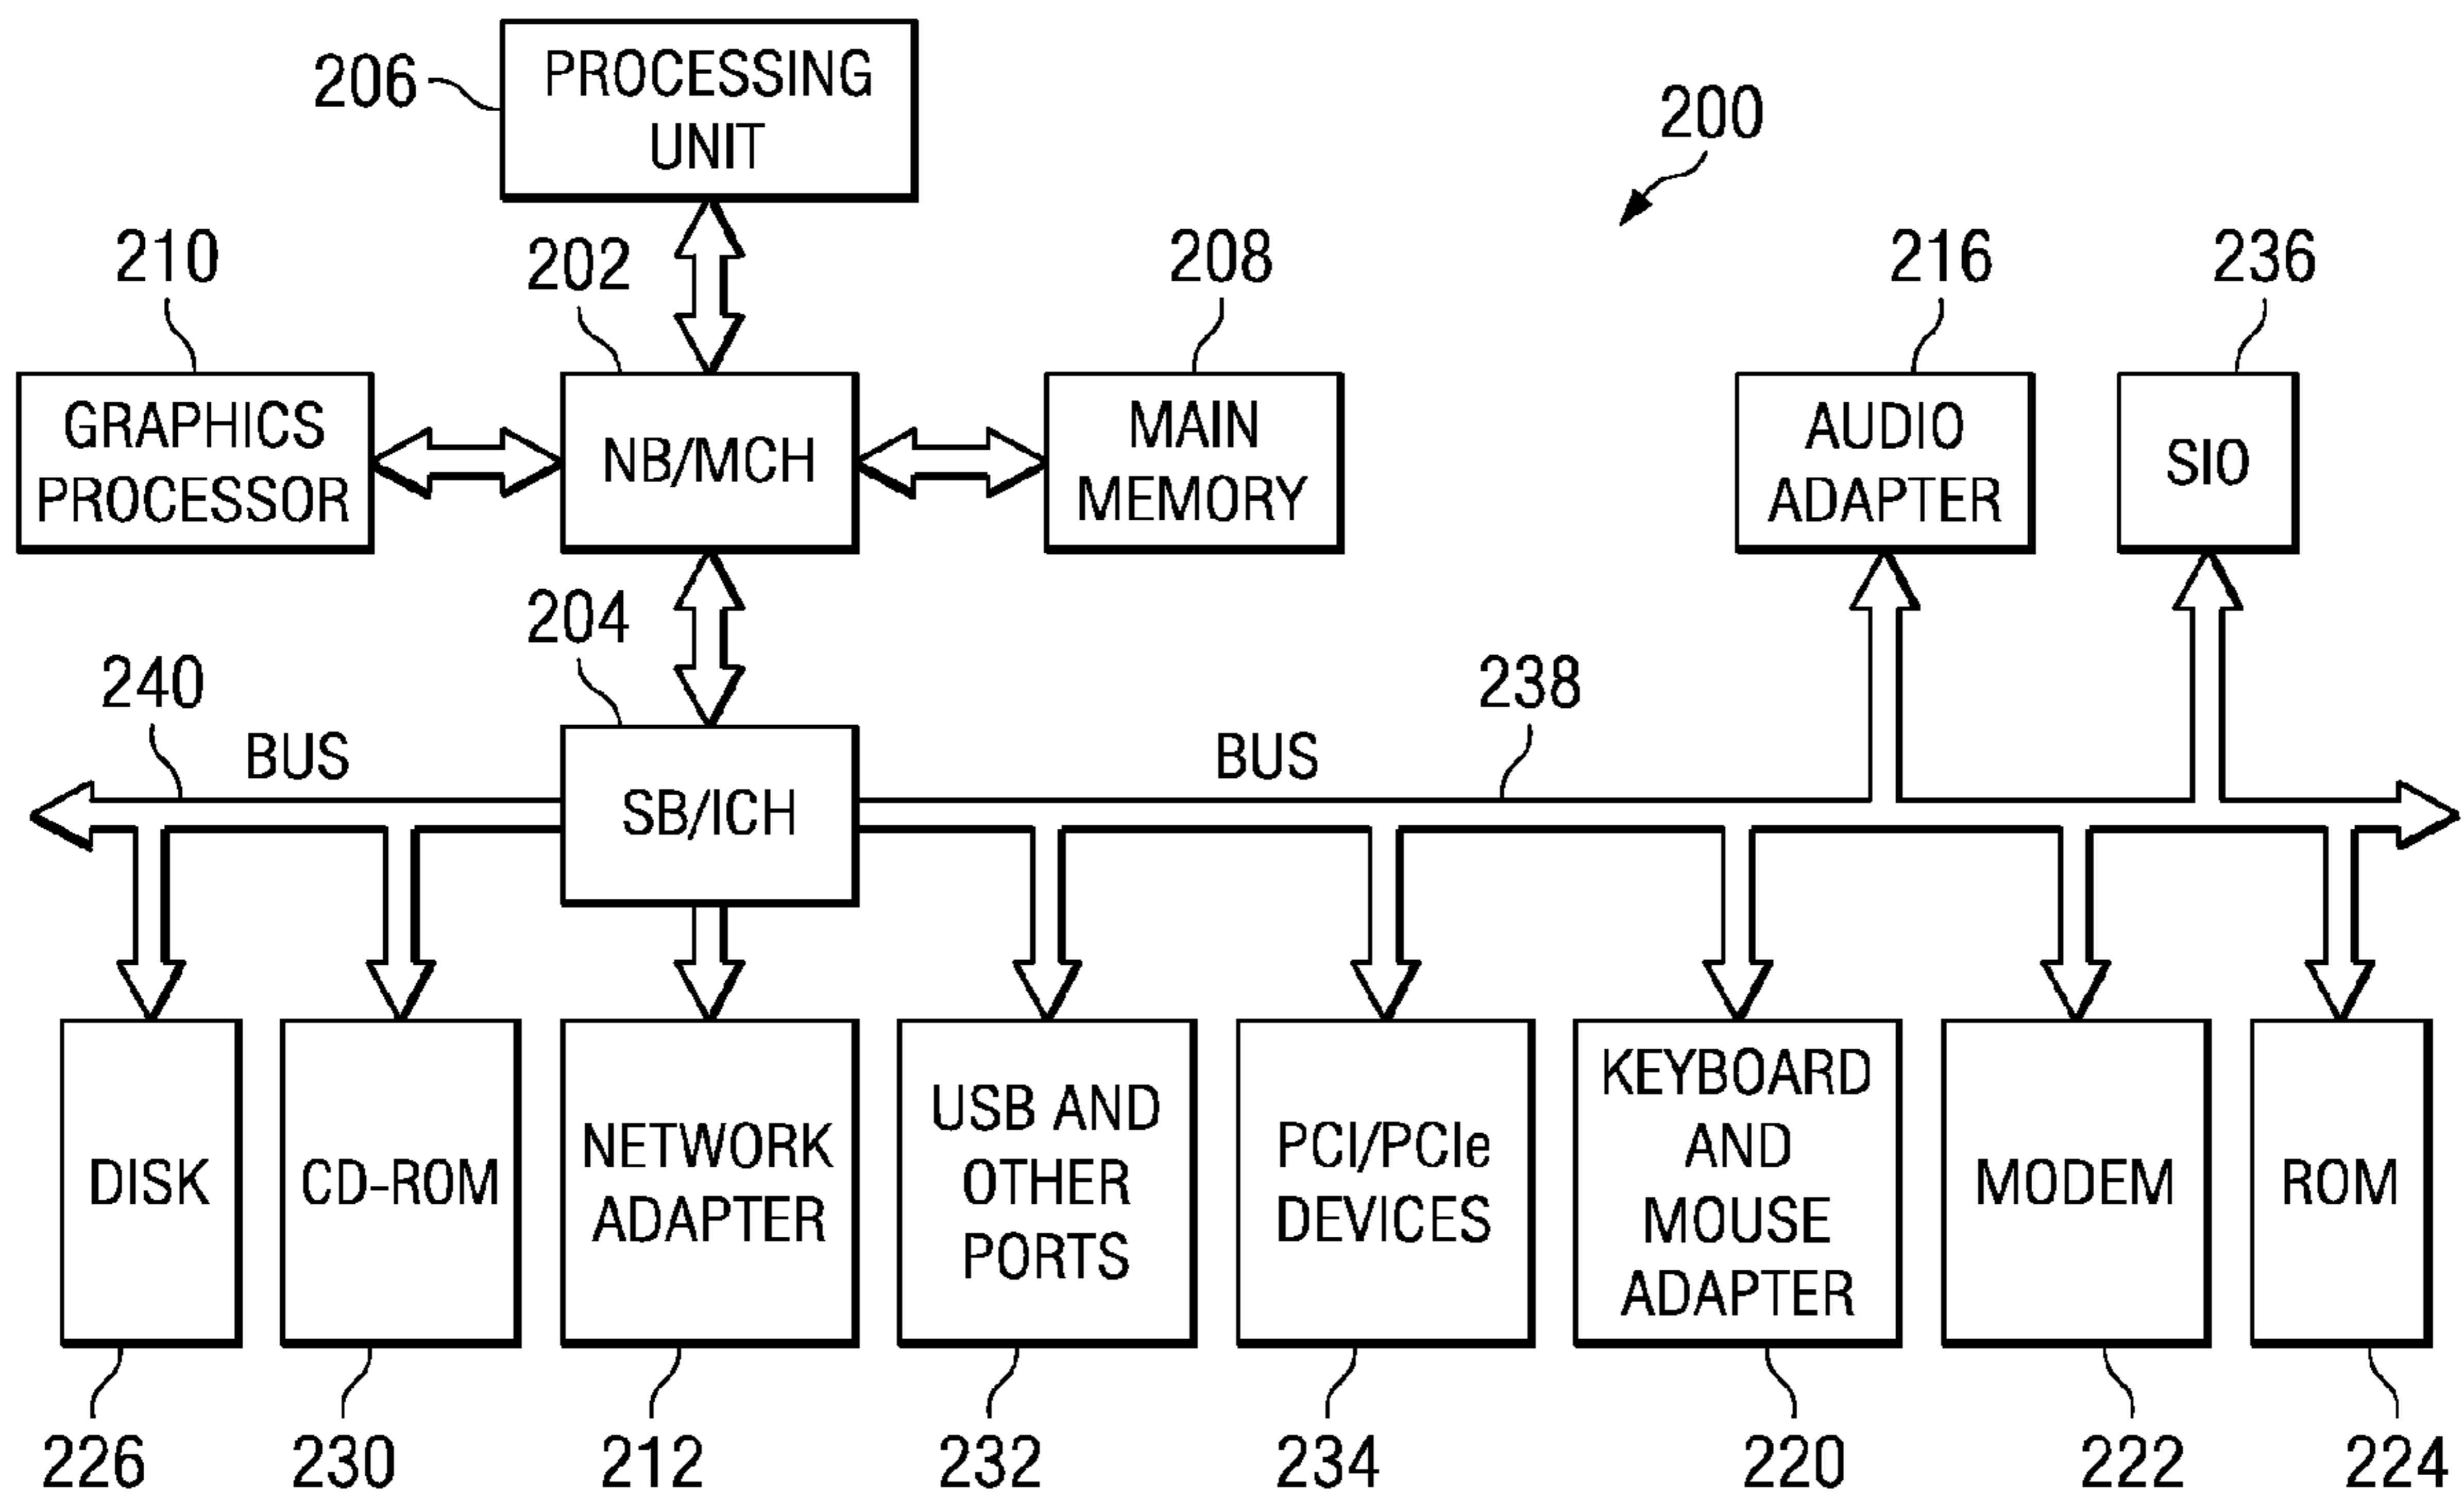 PROCESSING
UNIT
206
200
210
202
208
216
236
GRAPHICS
PROCESSOR
NB/MCH
MAIN
MEMORY
AUDIO
ADAPTER
SIO
204
240
238
BUS
BUS
SB/ICH
DISK
CD-ROM
NETWORK
ADAPTER
USB AND
OTHER
PORTS
PCI/PCIe
DEVICES
KEYBOARD
AND
MOUSE
ADAPTER
MODEM
ROM
226
230
212
232
234
220
222
224